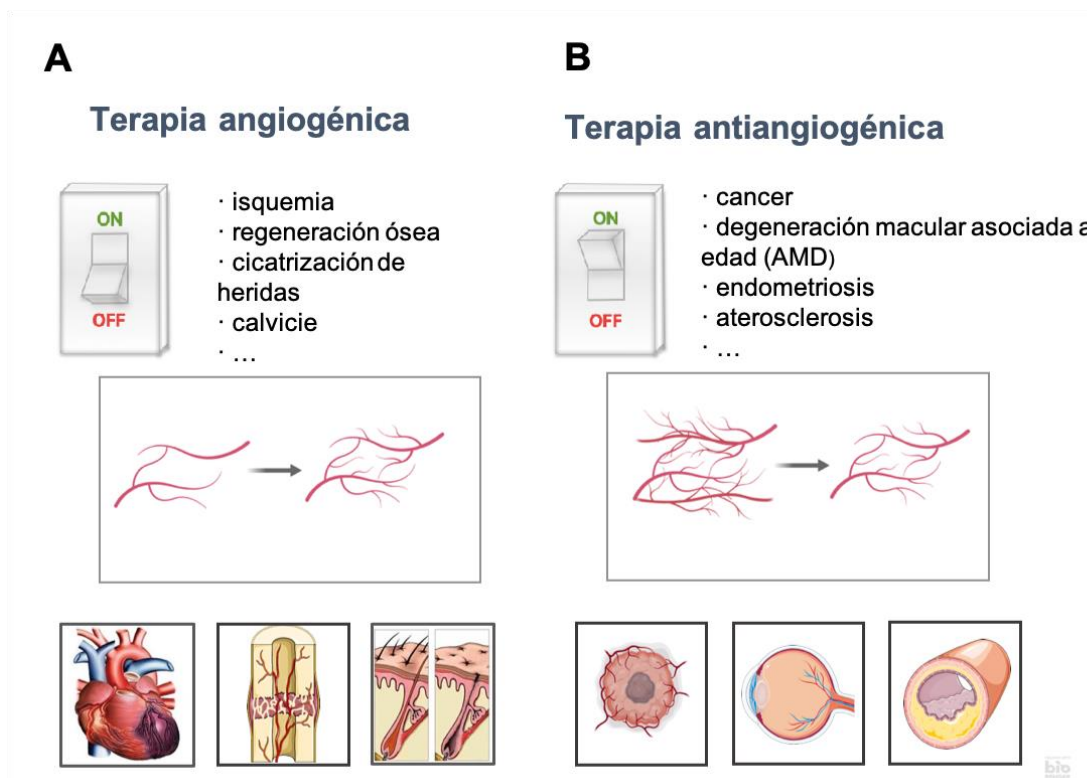 A
Terapia angiogénica
ON
OFF
· isquemia
· regeneración ósea
· cicatrización de
heridas
· calvicie
· ...
B
Terapia antiangiogénica
ON
OFF
· cancer
· degeneración macular asociada a
edad (AMD)
· endometriosis
· aterosclerosis
· ...
bio